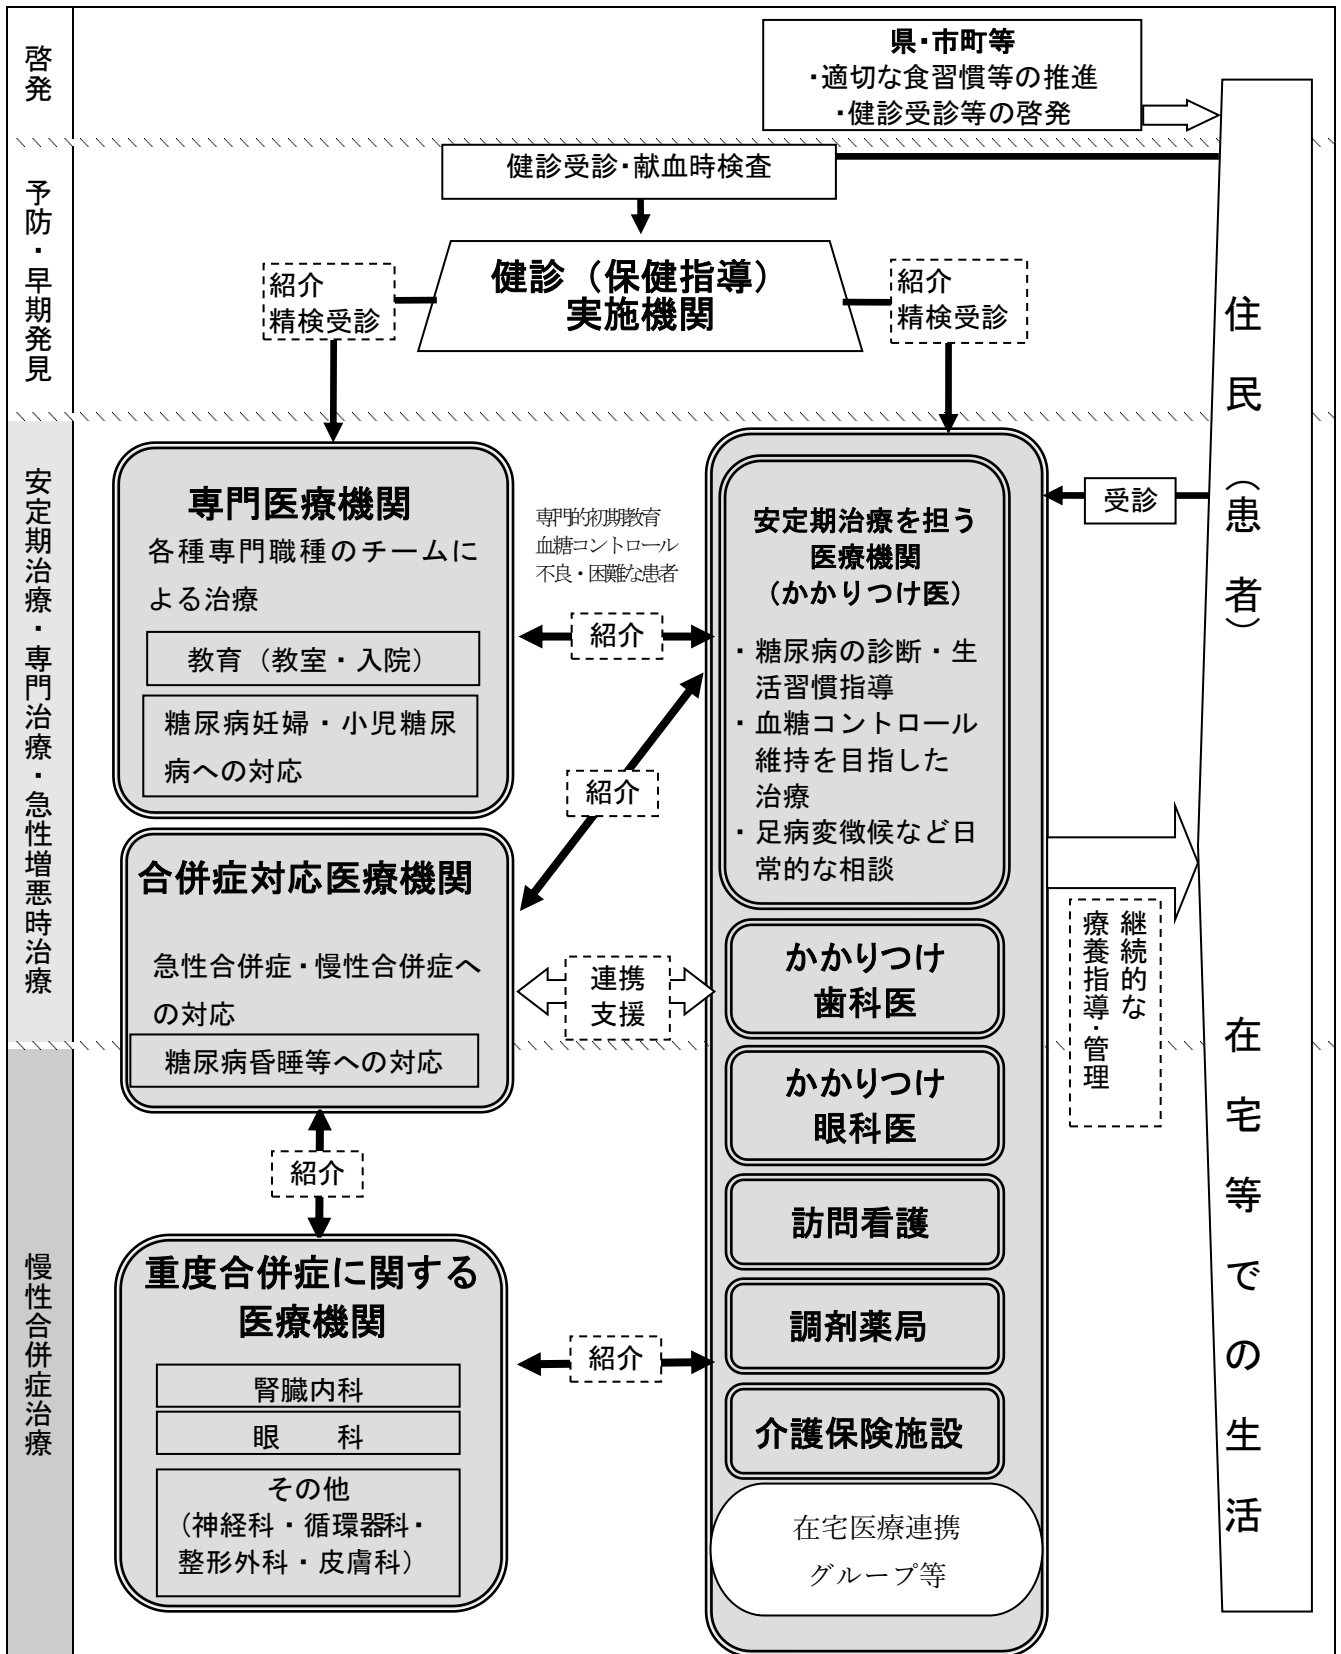 啓発
県・市町等
・適切な食習慣等の推進
・健診受診等の啓発
予防・早期発見
健診受診・献血時検査
健診（保健指導）
実施機関
紹介
精検受診
紹介
精検受診
安定期治療・専門治療・急性増悪時治療
専門医療機関
各種専門職種のチームに
よる治療
教育（教室・入院）
糖尿病妊婦・小児糖尿
病への対応
専門的初期教育
血糖コントロール
不良・困難な患者
紹介
紹介
安定期治療を担う
医療機関
（かかりつけ医）
・糖尿病の診断・生
活習慣指導
・血糖コントロール
維持を目指した
治療
・足病変徴候など日
常的な相談
受診
合併症対応医療機関
急性合併症・慢性合併症へ
の対応
糖尿病昏睡等への対応
連携
支援
かかりつけ
歯科医
かかりつけ
眼科医
訪問看護
調剤薬局
介護保険施設
在宅医療連携
グループ等
継続的な
療養指導・管理
慢性合併症治療
紹介
重度合併症に関する
医療機関
腎臓内科
眼　科
その他
（神経科・循環器科・
整形外科・皮膚科）
紹介
住民（患者）
在宅等での生活